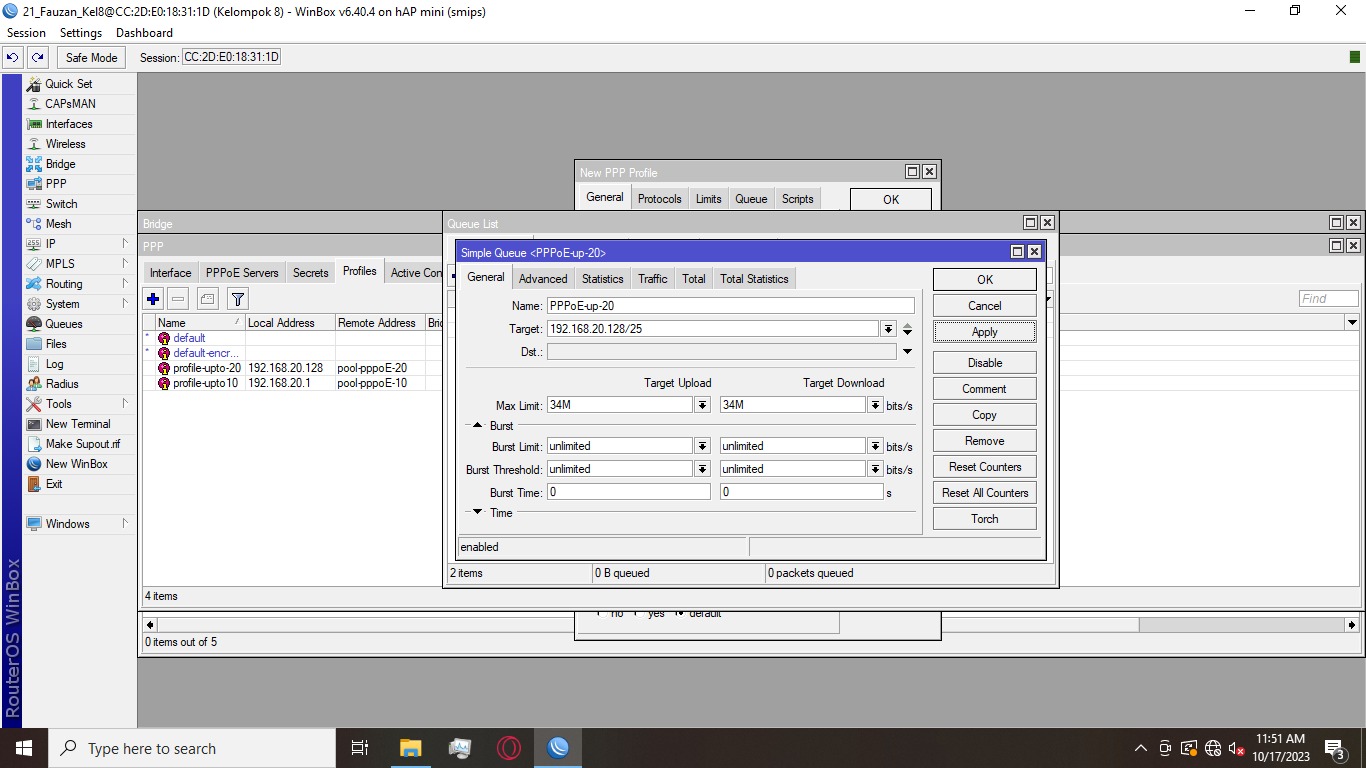 21_Fauzan_Kel8@CC:2D:E0:18:31:1D (Kelompok 8) - WinBox v6.40.4 on hAP mini (smips)
Session Settings Dashboard
Safe Mode Session: CC:2D:E0:18:31:1D
Quick Set
CAPsMAN
Interfaces
Wireless
Bridge
PPP
Switch
Mesh
IP
MPLS
Routing
System
Queues
Files
Log
Radius
Tools
New Terminal
Make Supout.rif
New WinBox
Exit
Windows
RouterOS WinBox
New PPP Profile
General Protocols Limits Queue Scripts OK
Bridge
PPP
Interface PPPoE Servers Secrets Profiles Active Con
Find
Name Local Address Remote Address Brid
* default
* default-encr...
profile-upto-20 192.168.20.128 pool-pppoE-20
profile-upto10 192.168.20.1 pool-pppoE-10
4 items
0 items out of 5
no yes default
Queue List
Simple Queue <PPPoE-up-20>
General Advanced Statistics Traffic Total Total Statistics
Name: PPPoE-up-20
Target: 192.168.20.128/25
Dst.:
Target Upload Target Download
Max Limit: 34M 34M bits/s
Burst
Burst Limit: unlimited unlimited bits/s
Burst Threshold: unlimited unlimited bits/s
Burst Time: 0 0 s
Time
enabled
OK
Cancel
Apply
Disable
Comment
Copy
Remove
Reset Counters
Reset All Counters
Torch
2 items 0 B queued 0 packets queued
Type here to search
11:51 AM
10/17/2023
3